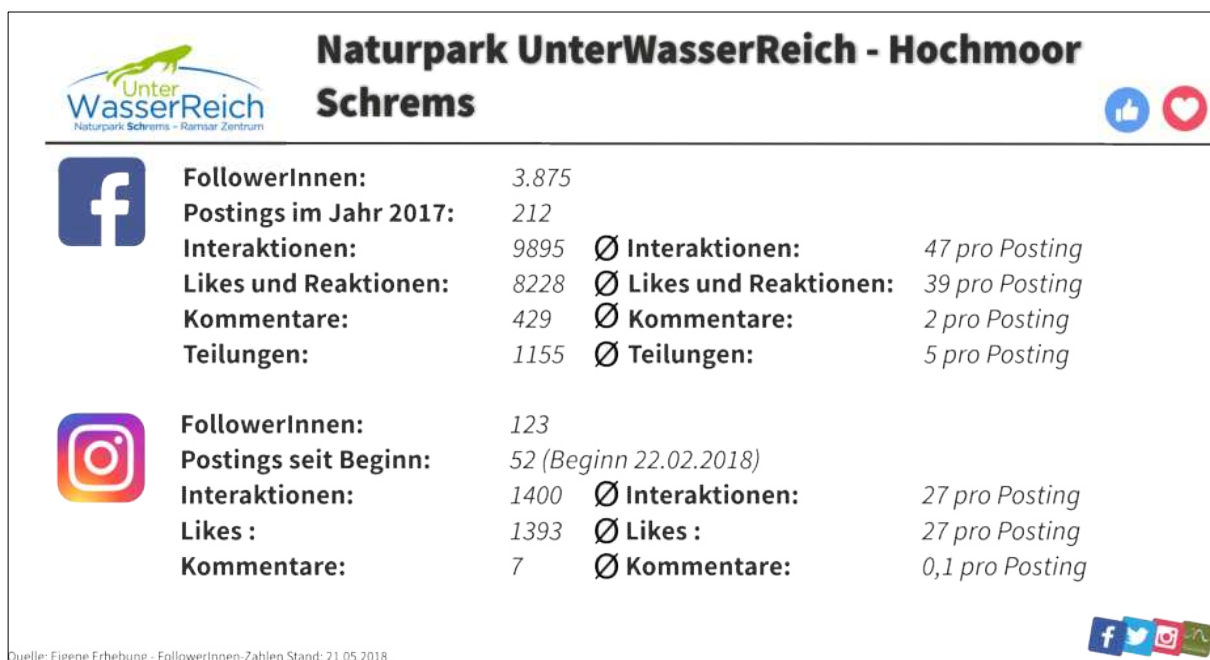 Naturpark UnterWasserReich - Hochmoor
Schrems
Unter
WasserReich
Naturpark Schrems – Ramsar Zentrum
FollowerInnen: 3.875
Postings im Jahr 2017: 212
Interaktionen: 9895 Ø Interaktionen: 47 pro Posting
Likes und Reaktionen: 8228 Ø Likes und Reaktionen: 39 pro Posting
Kommentare: 429 Ø Kommentare: 2 pro Posting
Teilungen: 1155 Ø Teilungen: 5 pro Posting
FollowerInnen: 123
Postings seit Beginn: 52 (Beginn 22.02.2018)
Interaktionen: 1400 Ø Interaktionen: 27 pro Posting
Likes : 1393 Ø Likes : 27 pro Posting
Kommentare: 7 Ø Kommentare: 0,1 pro Posting
Quelle: Eigene Erhebung - FollowerInnen-Zahlen Stand: 21.05.2018